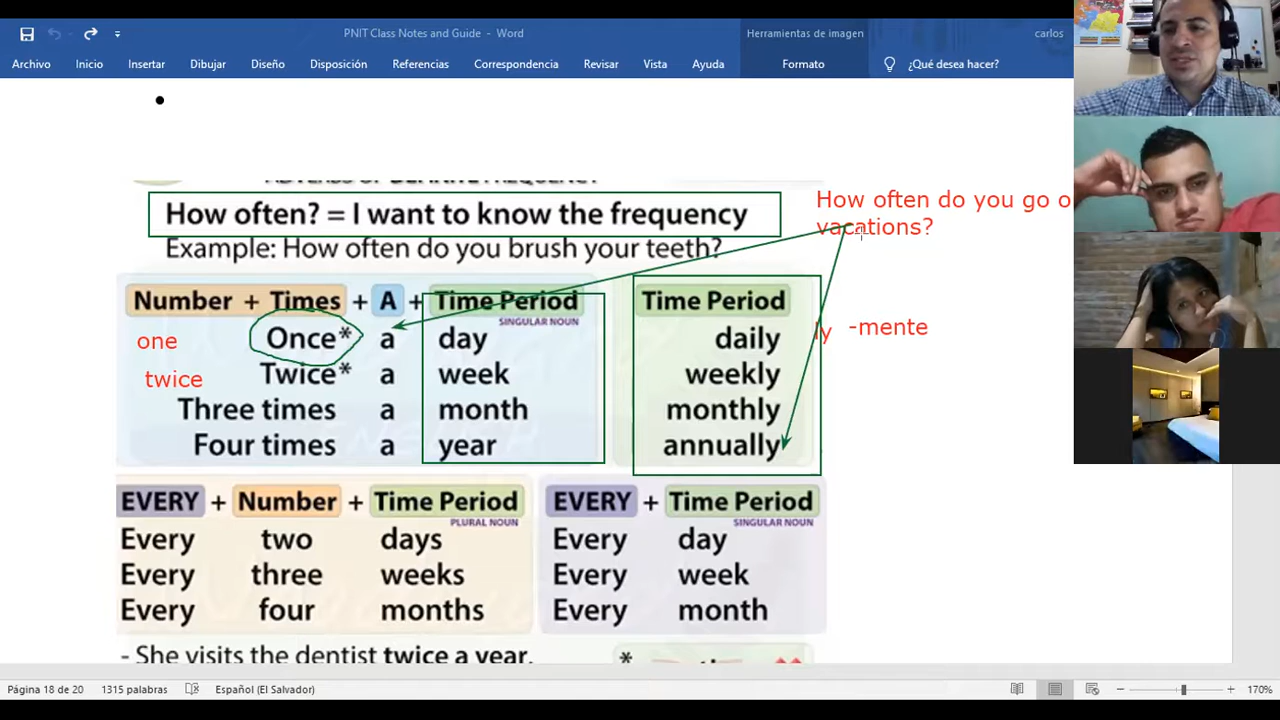 PNIT Class Notes and Guide - Word
Herramientas de imagen
carlos
Archivo Inicio Insertar Dibujar Diseño Disposición Referencias Correspondencia Revisar Vista Ayuda Formato ¿Qué desea hacer?
How often? = I want to know the frequency
Example: How often do you brush your teeth?
How often do you go
vacations?
Number + Times + A + Time Period
SINGULAR NOUN
one Once* a day
twice Twice* a week
Three times a month
Four times a year
Time Period
daily
weekly
monthly
annually
ly -mente
EVERY + Number + Time Period
PLURAL NOUN
Every two days
Every three weeks
Every four months
EVERY + Time Period
SINGULAR NOUN
Every day
Every week
Every month
- She visits the dentist twice a year.
*
Página 18 de 20 1315 palabras Español (El Salvador) 170%